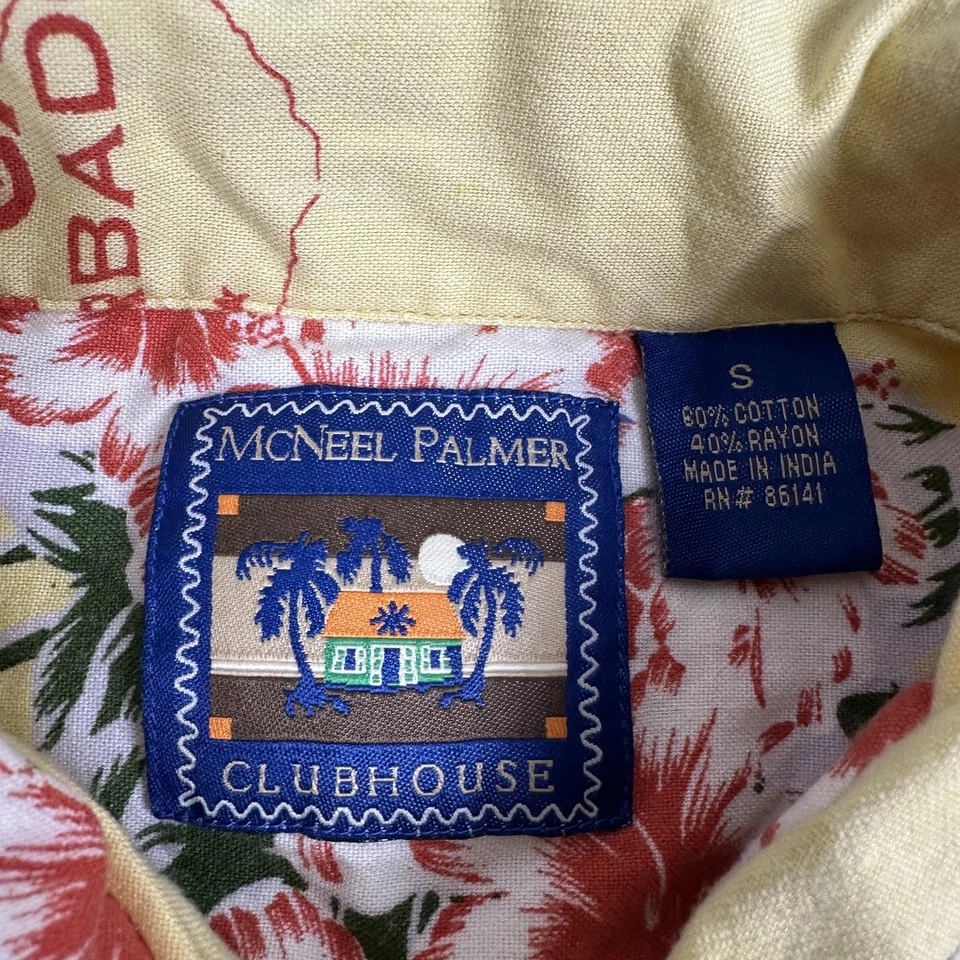 BAD
MCNEEL PALMER
CLUBHOUSE
S
60% COTTON
40% RAYON
MADE IN INDIA
RN# 86141